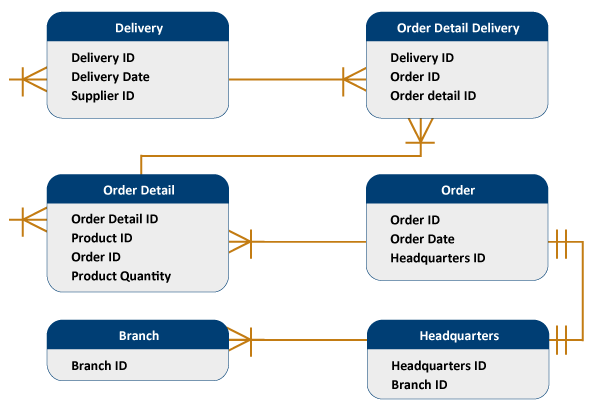 Delivery
Delivery ID
Delivery Date
Supplier ID
Order Detail Delivery
Delivery ID
Order ID
Order detail ID
Order Detail
Order Detail ID
Product ID
Order ID
Product Quantity
Order
Order ID
Order Date
Headquarters ID
Branch
Branch ID
Headquarters
Headquarters ID
Branch ID